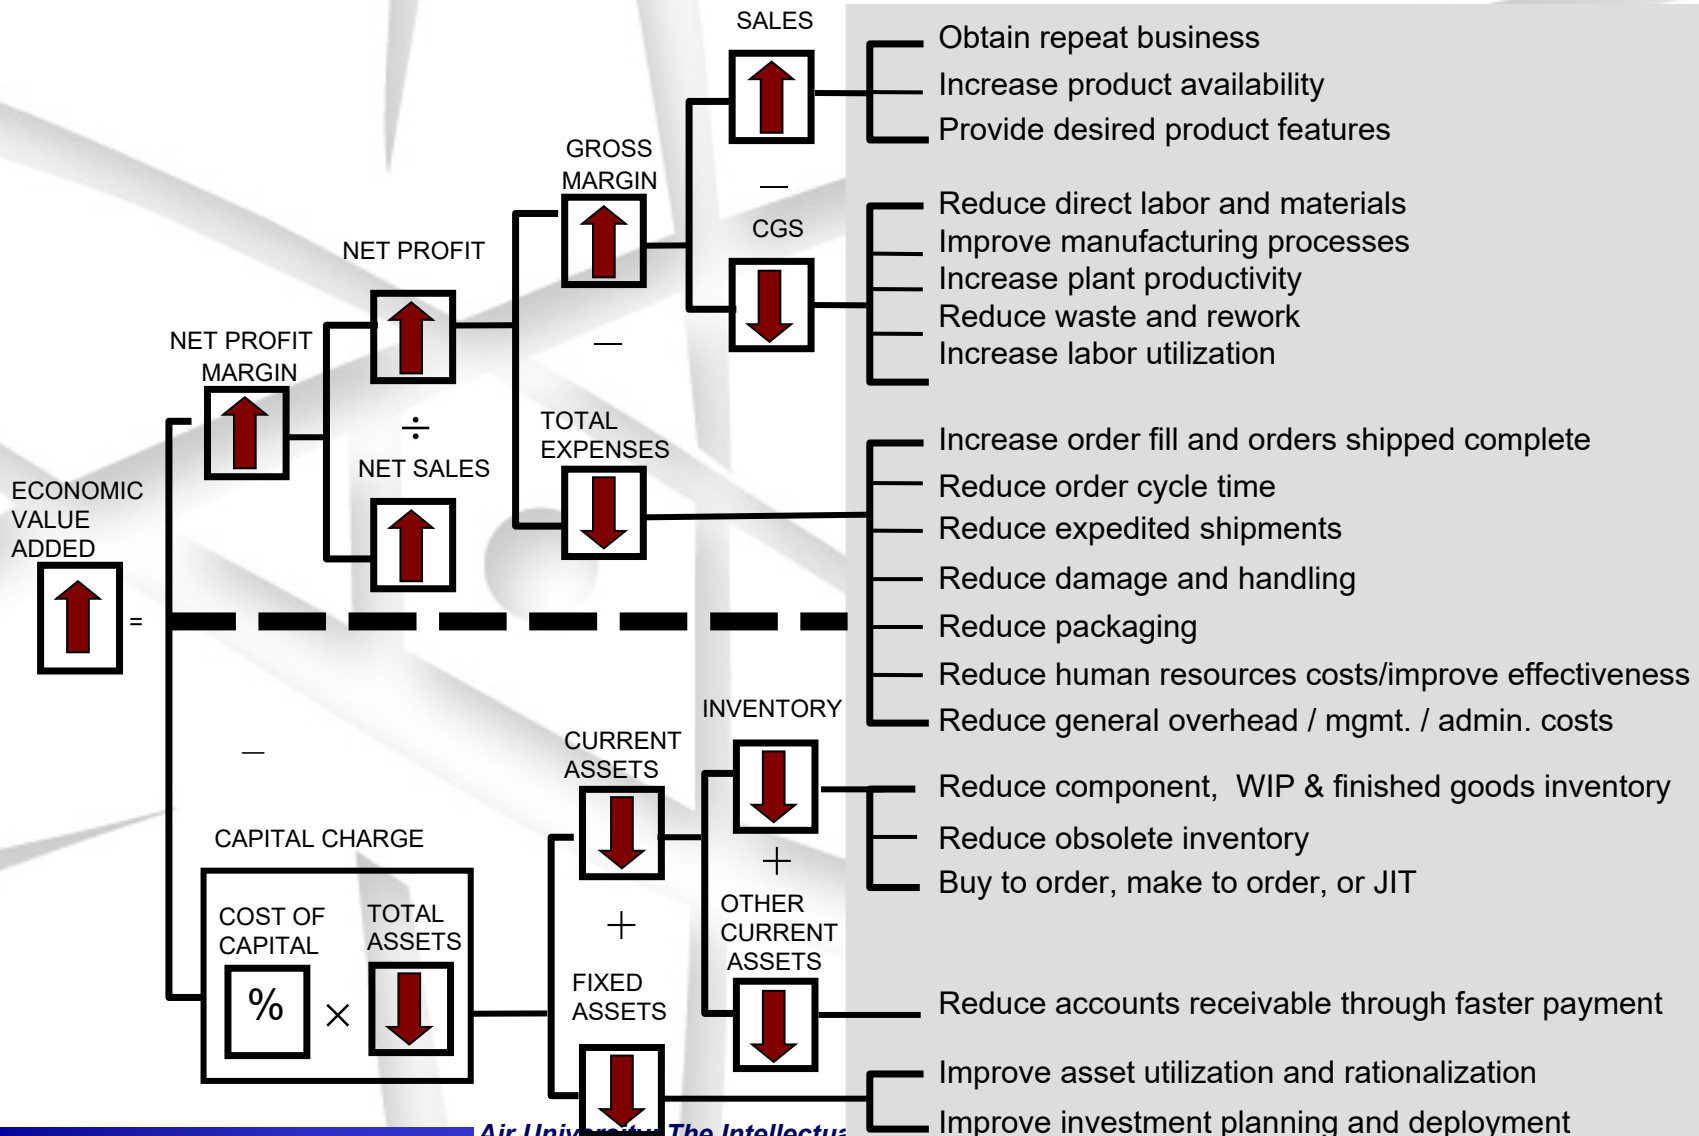 SALES
Obtain repeat business
Increase product availability
Provide desired product features
GROSS
MARGIN
—
CGS
Reduce direct labor and materials
Improve manufacturing processes
Increase plant productivity
Reduce waste and rework
Increase labor utilization
NET PROFIT
—
NET PROFIT
MARGIN
÷
NET SALES
TOTAL
EXPENSES
Increase order fill and orders shipped complete
Reduce order cycle time
Reduce expedited shipments
Reduce damage and handling
Reduce packaging
Reduce human resources costs/improve effectiveness
Reduce general overhead / mgmt. / admin. costs
ECONOMIC
VALUE
ADDED
=
—
INVENTORY
CURRENT
ASSETS
Reduce component, WIP & finished goods inventory
Reduce obsolete inventory
Buy to order, make to order, or JIT
+
CAPITAL CHARGE
COST OF
CAPITAL
%
×
TOTAL
ASSETS
+
OTHER
CURRENT
ASSETS
Reduce accounts receivable through faster payment
FIXED
ASSETS
Improve asset utilization and rationalization
Improve investment planning and deployment
Air The